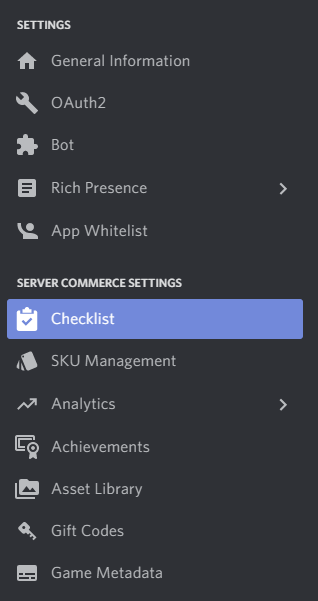 SETTINGS
General Information
OAuth2
Bot
Rich Presence
App Whitelist
SERVER COMMERCE SETTINGS
Checklist
SKU Management
Analytics
Achievements
Asset Library
Gift Codes
Game Metadata